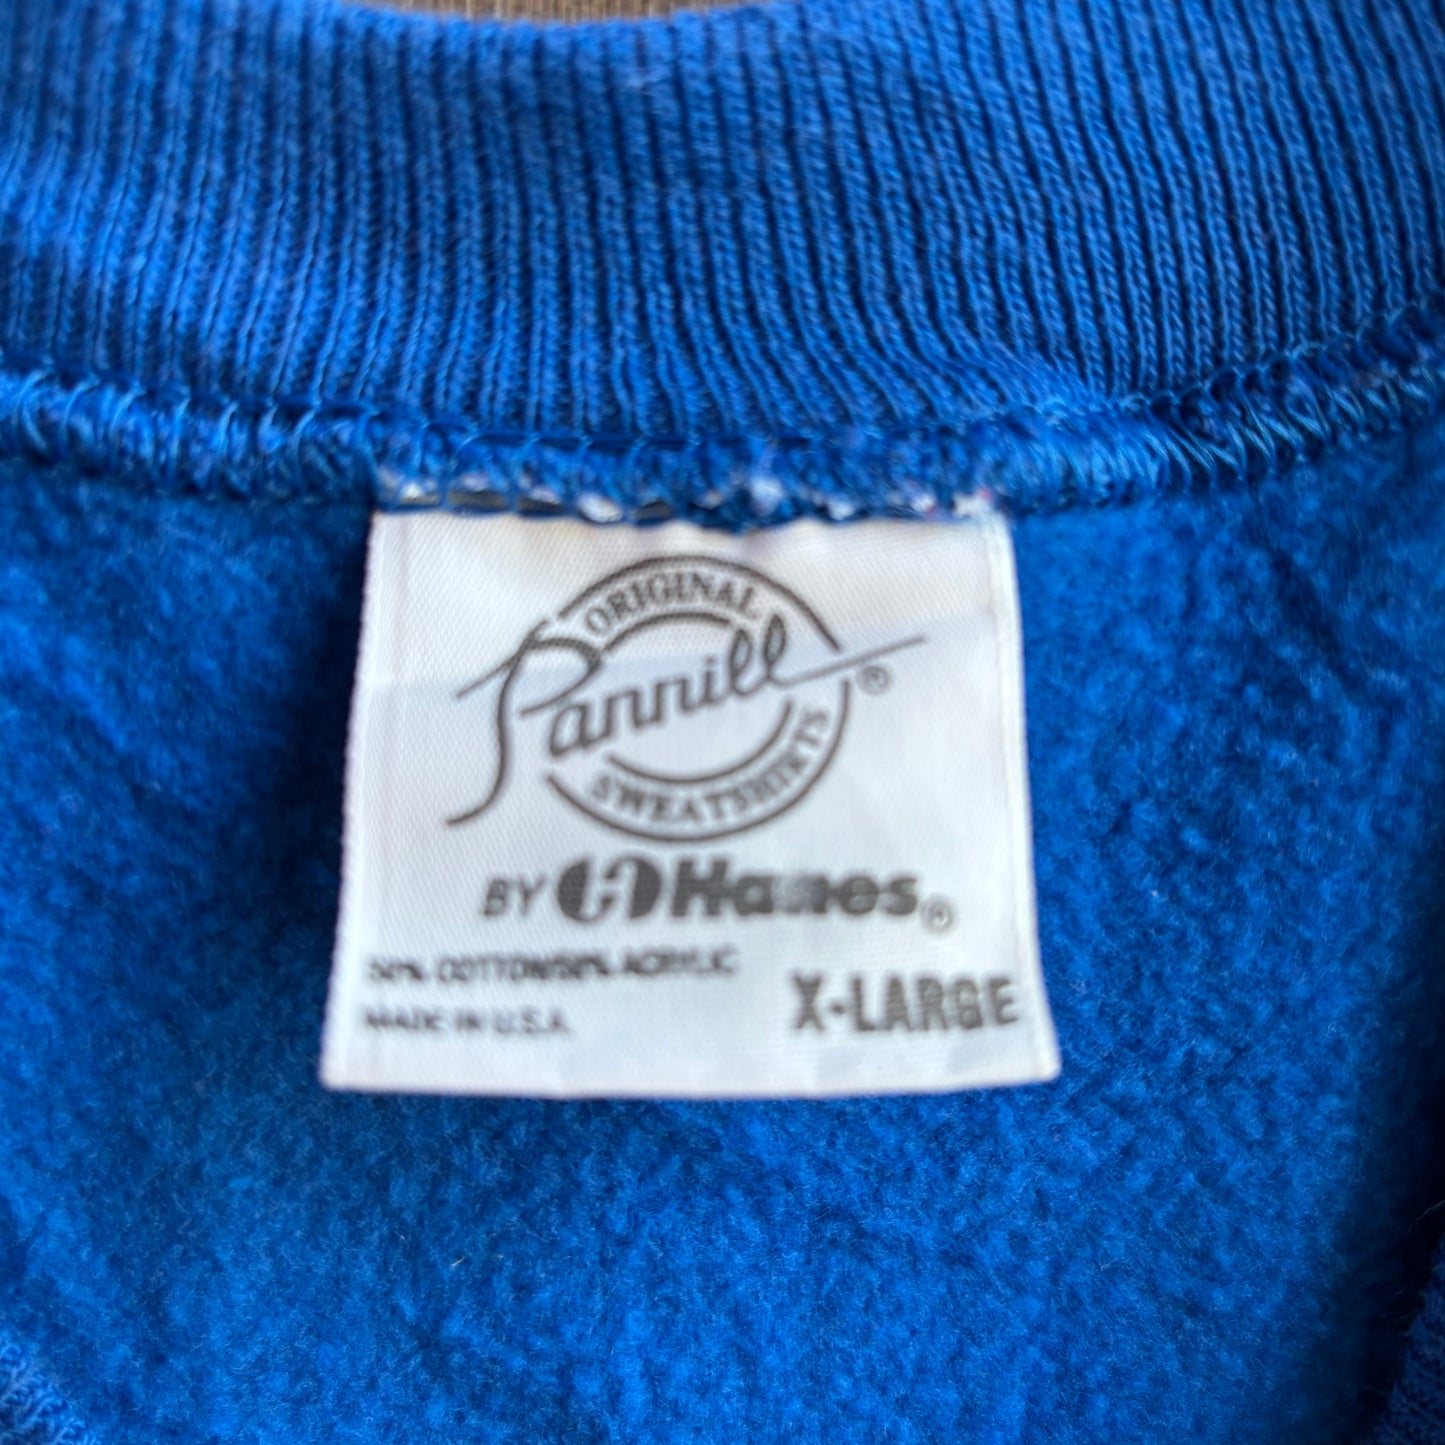 ORIGINAL
Pannill®
SWEATSHIRTS
BY Hanes®
50% COTTON/50% ACRYLIC
MADE IN U.S.A.
X-LARGE